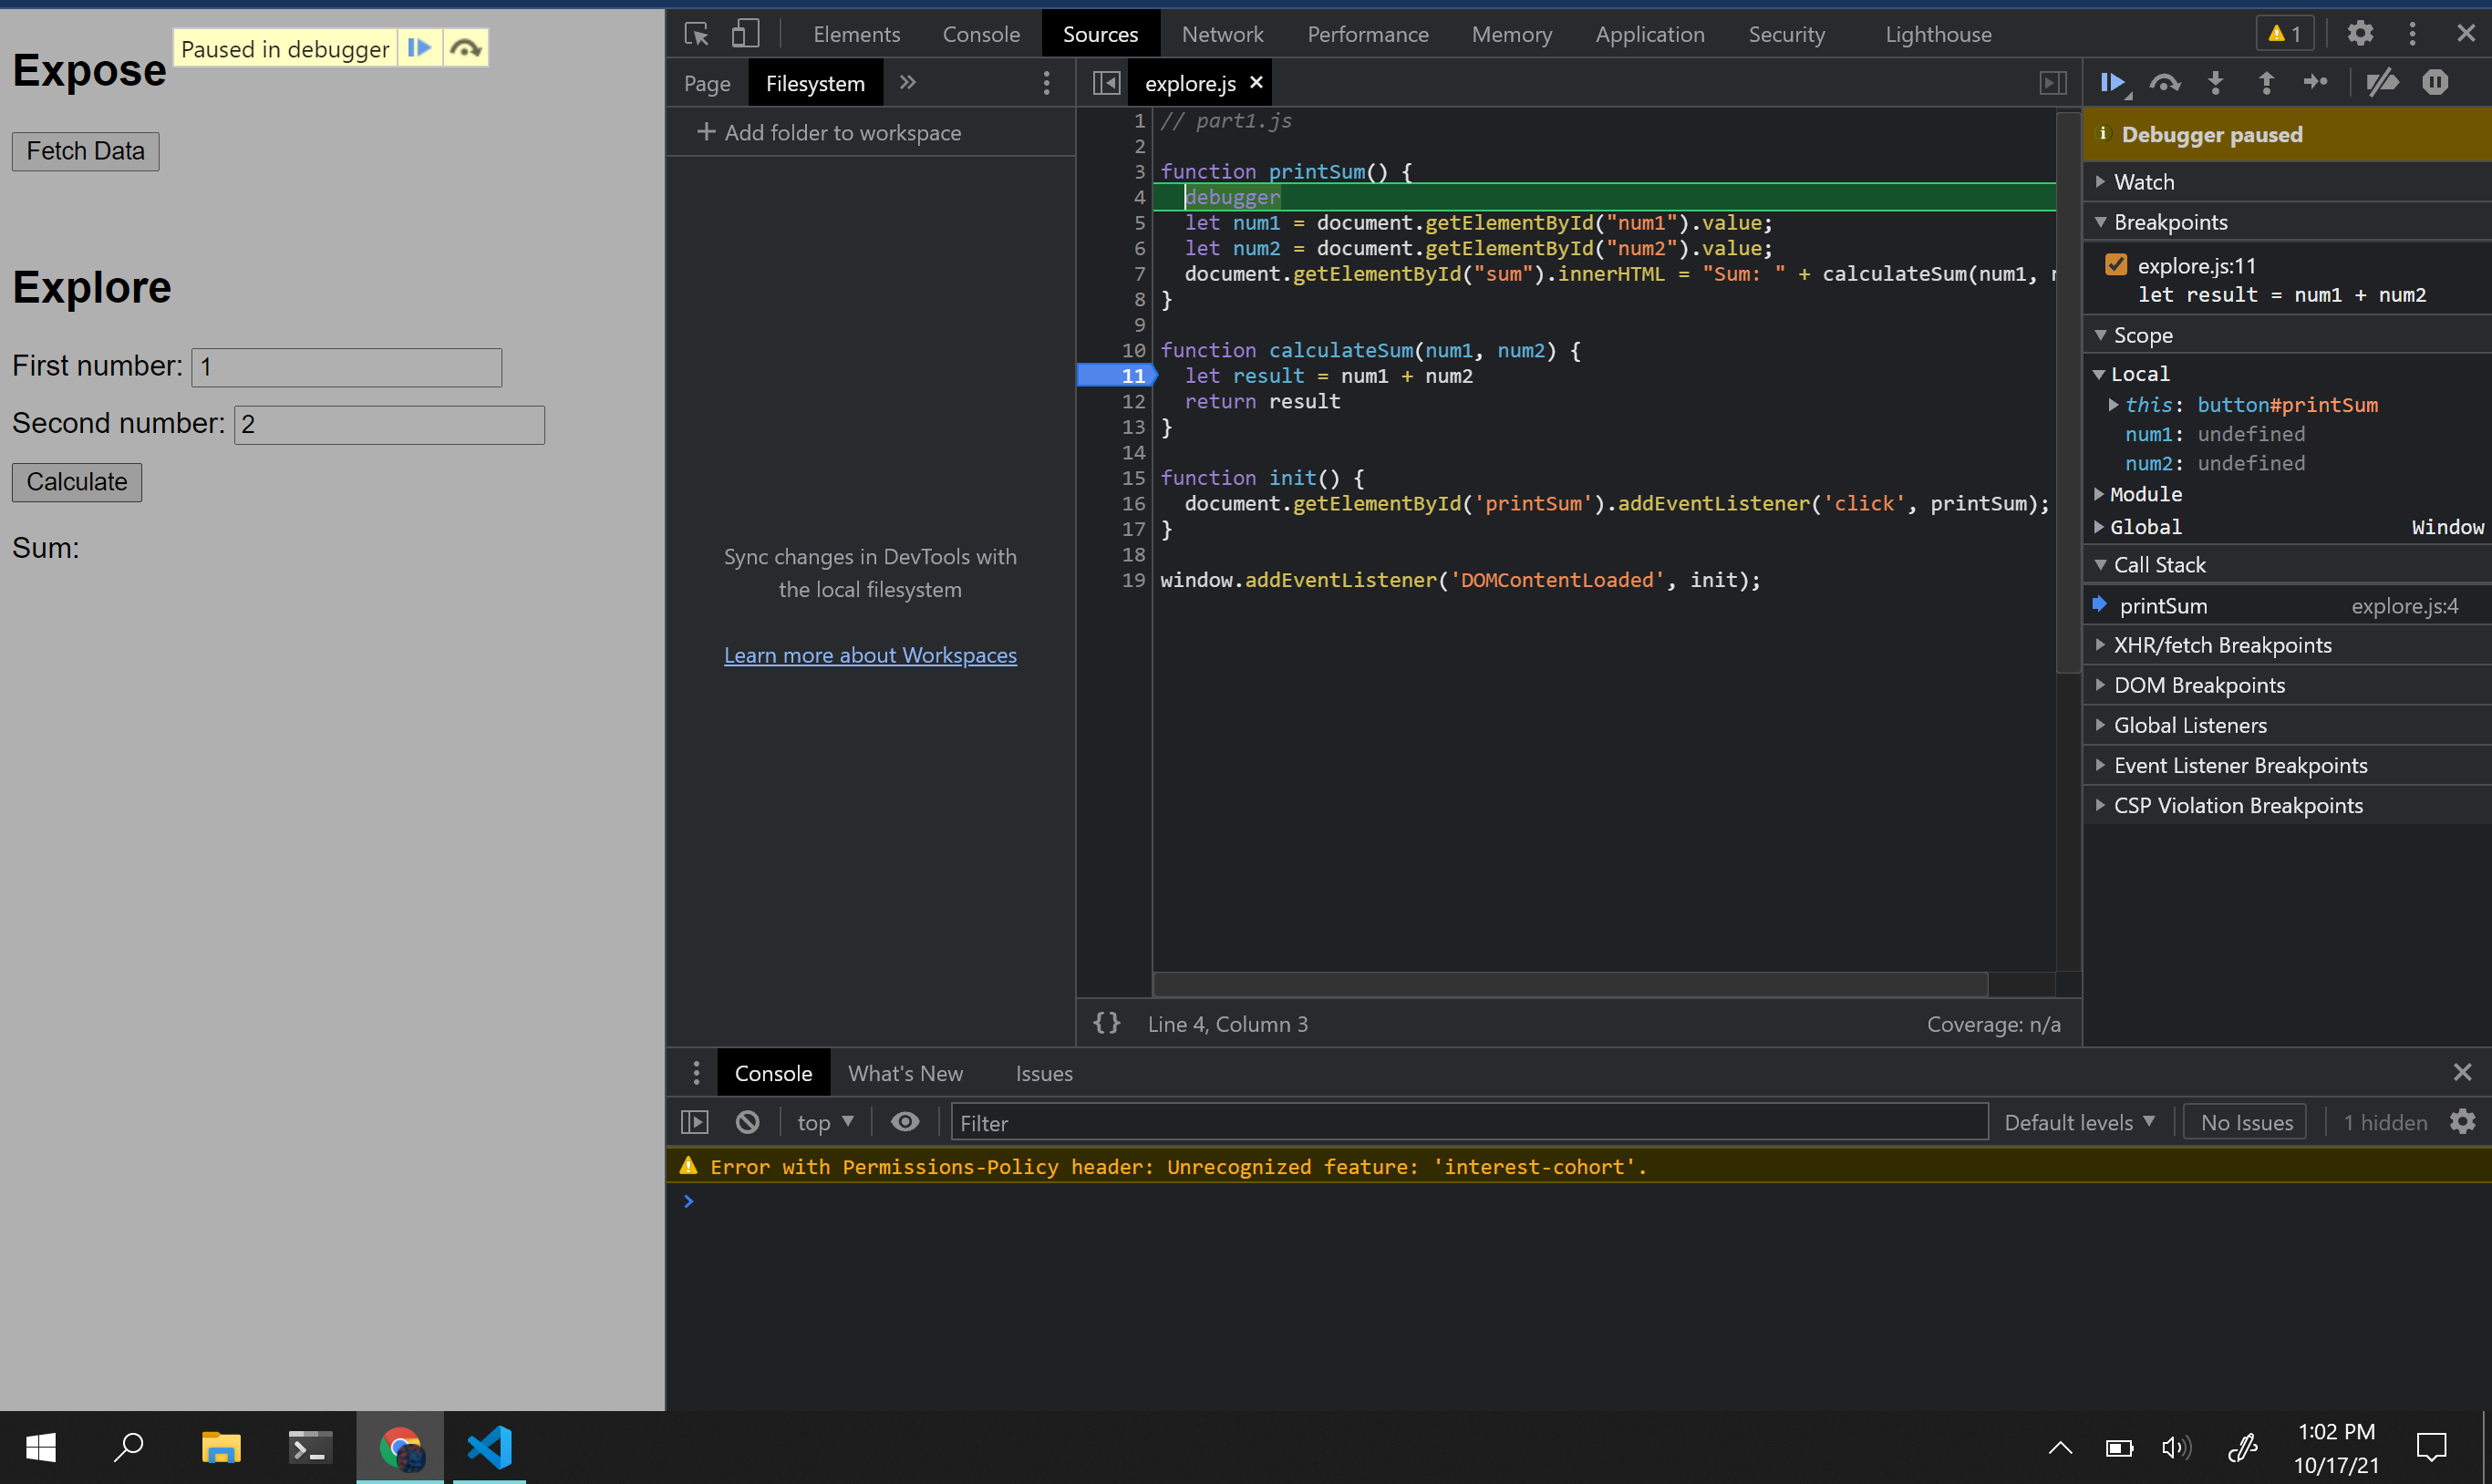 Expose
Paused in debugger
Fetch Data
Explore
First number: 1
Second number: 2
Calculate
Sum:
Elements Console Sources Network Performance Memory Application Security Lighthouse 1
Page Filesystem
Add folder to workspace
Sync changes in DevTools with
the local filesystem
Learn more about Workspaces
explore.js
1 // part1.js
2
3 function printSum() {
4 debugger
5 let num1 = document.getElementById("num1").value;
6 let num2 = document.getElementById("num2").value;
7 document.getElementById("sum").innerHTML = "Sum: " + calculateSum(num1,
8 }
9
10 function calculateSum(num1, num2) {
11 let result = num1 + num2
12 return result
13 }
14
15 function init() {
16 document.getElementById('printSum').addEventListener('click', printSum);
17 }
18
19 window.addEventListener('DOMContentLoaded', init);
{} Line 4, Column 3 Coverage: n/a
Debugger paused
Watch
Breakpoints
explore.js:11
let result = num1 + num2
Scope
Local
this: button#printSum
num1: undefined
num2: undefined
Module
Global Window
Call Stack
printSum explore.js:4
XHR/fetch Breakpoints
DOM Breakpoints
Global Listeners
Event Listener Breakpoints
CSP Violation Breakpoints
Console What's New Issues
top Filter Default levels No Issues 1 hidden
Error with Permissions-Policy header: Unrecognized feature: 'interest-cohort'.
1:02 PM
10/17/21